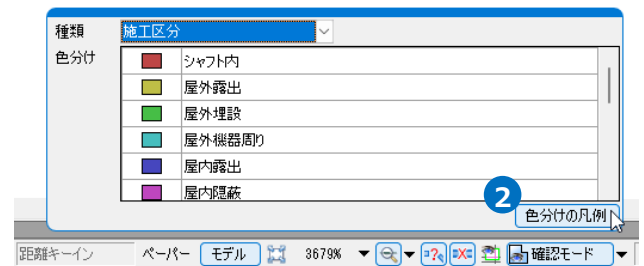 種類 施工区分
色分け シャフト内
屋外露出
屋外埋設
屋外機器周り
屋内露出
屋内隠蔽
2
色分けの凡例
距離キーイン ペーパー モデル 3679% 確認モード